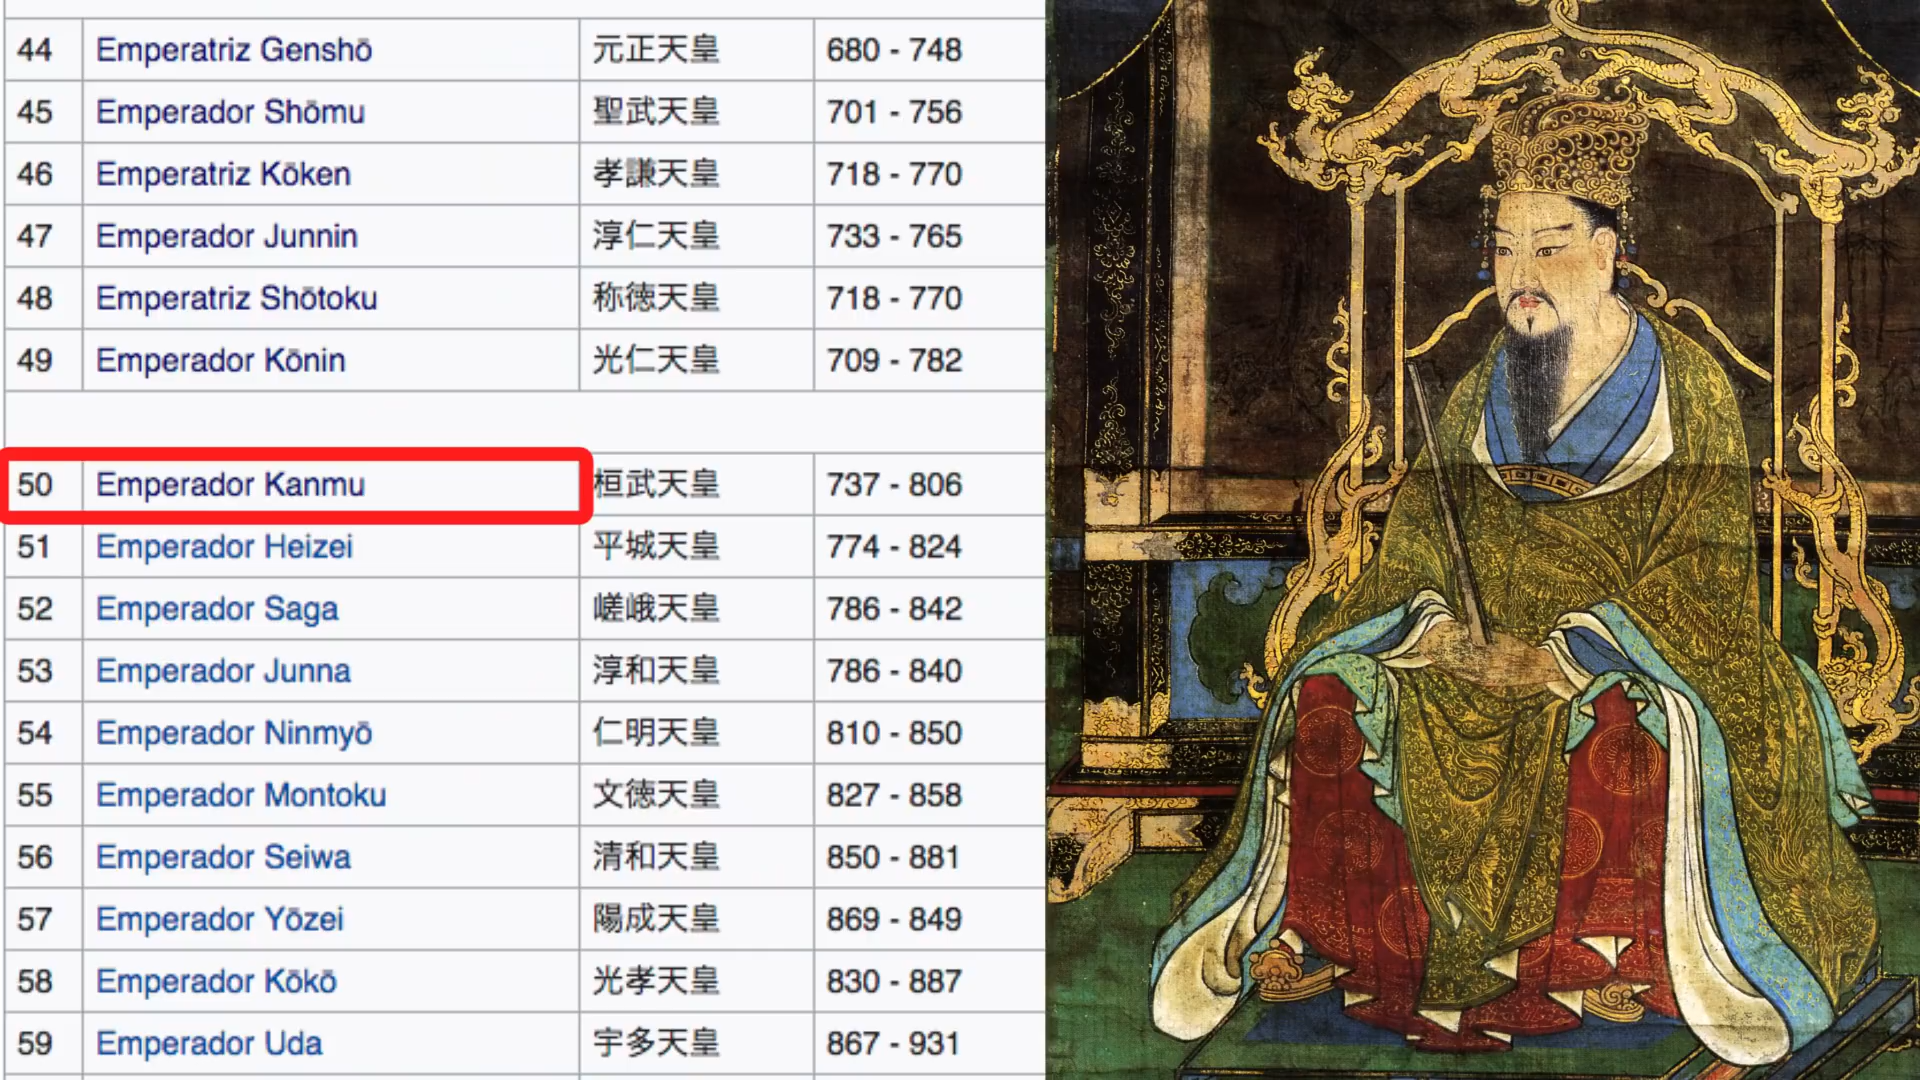 44 Emperatriz Genshō 元正天皇 680 - 748
45 Emperador Shōmu 聖武天皇 701 - 756
46 Emperatriz Kōken 孝謙天皇 718 - 770
47 Emperador Junnin 淳仁天皇 733 - 765
48 Emperatriz Shōtoku 称徳天皇 718 - 770
49 Emperador Kōnin 光仁天皇 709 - 782
50 Emperador Kanmu 桓武天皇 737 - 806
51 Emperador Heizei 平城天皇 774 - 824
52 Emperador Saga 嵯峨天皇 786 - 842
53 Emperador Junna 淳和天皇 786 - 840
54 Emperador Ninmyō 仁明天皇 810 - 850
55 Emperador Montoku 文徳天皇 827 - 858
56 Emperador Seiwa 清和天皇 850 - 881
57 Emperador Yōzei 陽成天皇 869 - 849
58 Emperador Kōkō 光孝天皇 830 - 887
59 Emperador Uda 宇多天皇 867 - 931